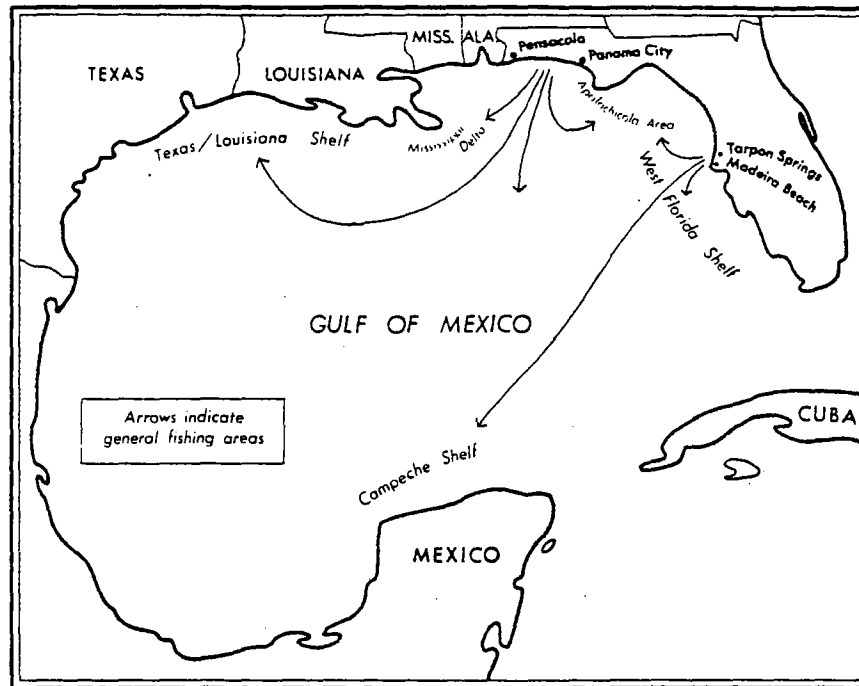 MISS.
ALA.
Pensacola
Panama City
TEXAS
LOUISIANA
Apalachicola Area
Mississippi
Delta
Texas/Louisiana Shelf
Tarpon Springs
Madeira Beach
West Florida Shelf
GULF OF MEXICO
Arrows indicate
general fishing areas
CUBA
Campeche Shelf
MEXICO